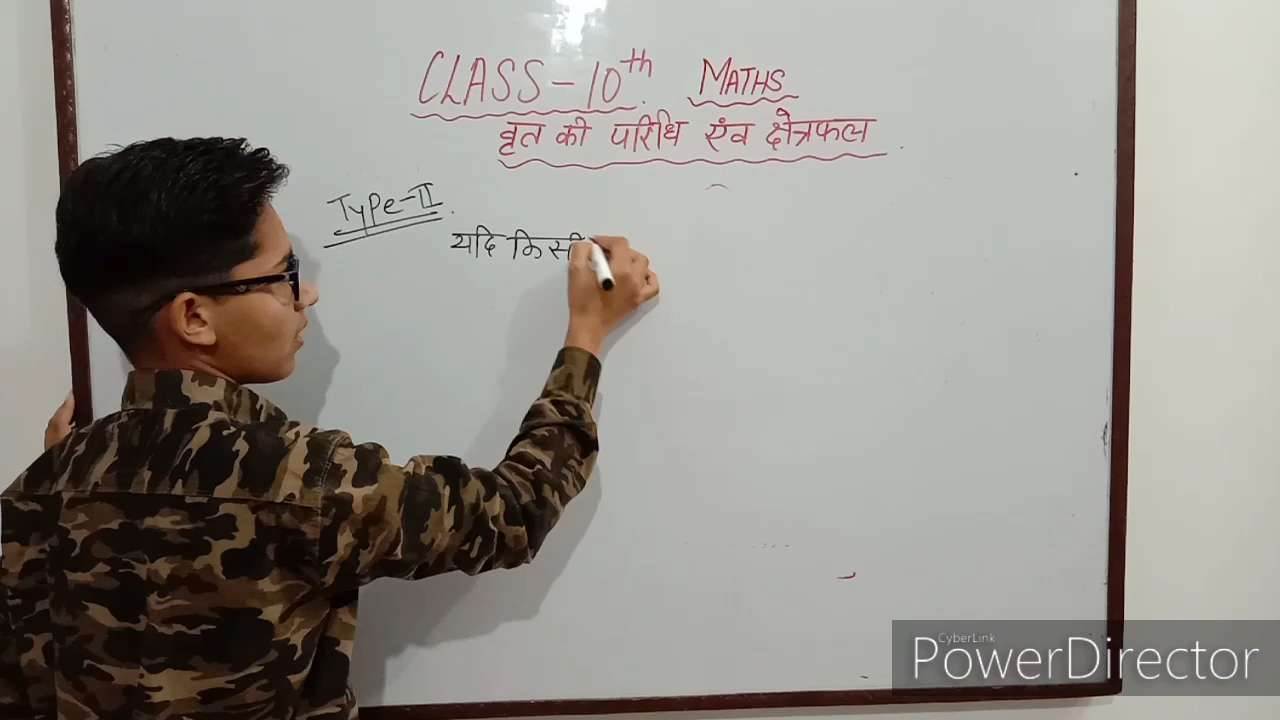 CLASS-10th. MATHS
वृत की परिधि एंव क्षेत्रफल
Type-II.
यदि किसी
CyberLink
PowerDirector